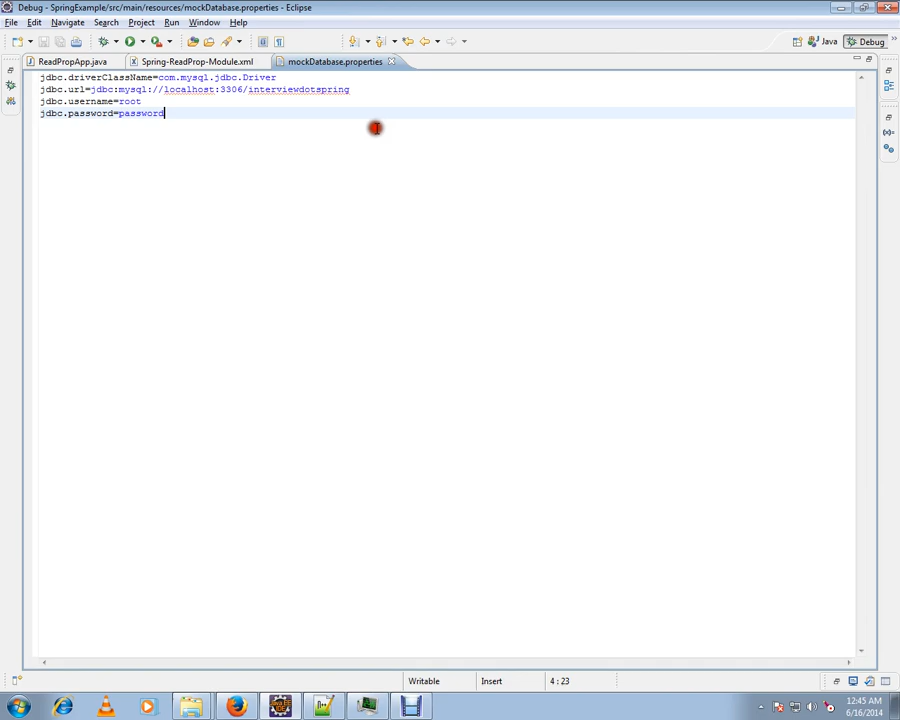 Debug - SpringExample/src/main/resources/mockDatabase.properties - Eclipse
File Edit Navigate Search Project Run Window Help
Java Debug
ReadPropApp.java Spring-ReadProp-Module.xml mockDatabase.properties
jdbc.driverClassName=com.mysql.jdbc.Driver
jdbc.url=jdbc:mysql://localhost:3306/interviewdotspring
jdbc.username=root
jdbc.password=password
Writable Insert 4 : 23
12:45 AM
6/16/2014